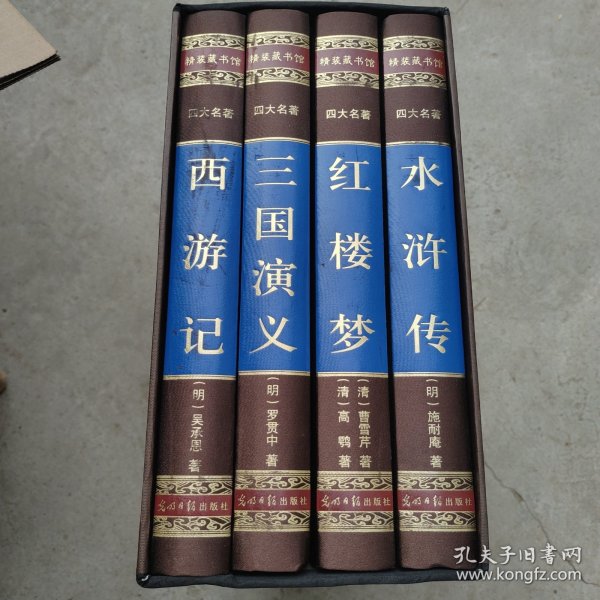 精装藏书馆
四大名著
西游记
(明)吴承恩 著
光明日报出版社
精装藏书馆
四大名著
三国演义
(明)罗贯中 著
光明日报出版社
精装藏书馆
四大名著
红楼梦
(清)曹雪芹 著
(清)高鹗 著
光明日报出版社
精装藏书馆
四大名著
水浒传
(明)施耐庵 著
光明日报出版社
孔夫子旧书网
www.kongfz.com